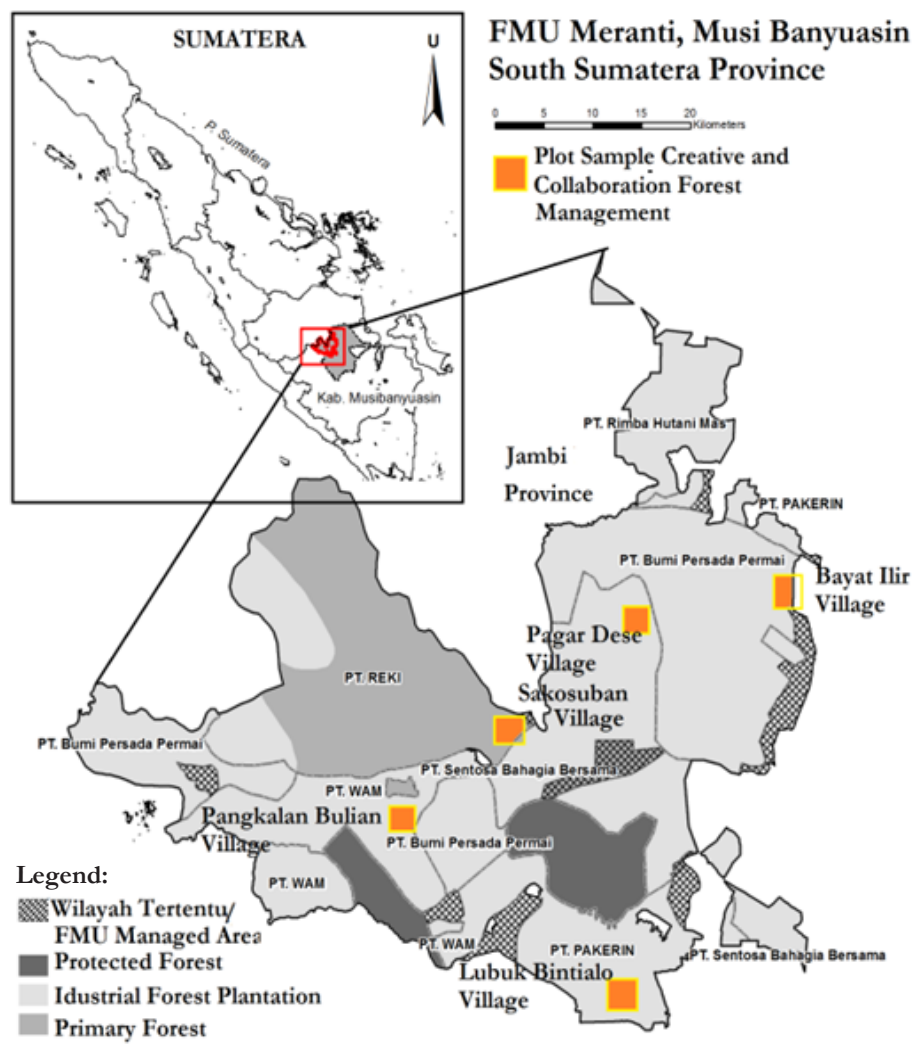 SUMATERA
U
P. Sumatera
Kab. Musibanyuasin
FMU Meranti, Musi Banyuasin
South Sumatera Province
0 5 10 15 20
Kilometers
Plot Sample Creative and
Collaboration Forest
Management
PT. Rimba Hutani Mas
Jambi
Province
PT. PAKERIN
PT. Bumi Persada Permai
Bayat Ilir
Village
Pagar Dese
Village
PT. REKI
Sakosuban
Village
PT. Bumi Persada Permai
PT. Sentosa Bahagia Bersama
PT. WAM
Pangkalan Bulian
Village
PT. Bumi Persada Permai
PT. WAM
PT. WAM
PT. PAKERIN
PT. Sentosa Bahagia Bersama
Lubuk Bintialo
Village
Legend:
Wilayah Tertentu/
FMU Managed Area
Protected Forest
Idustrial Forest Plantation
Primary Forest